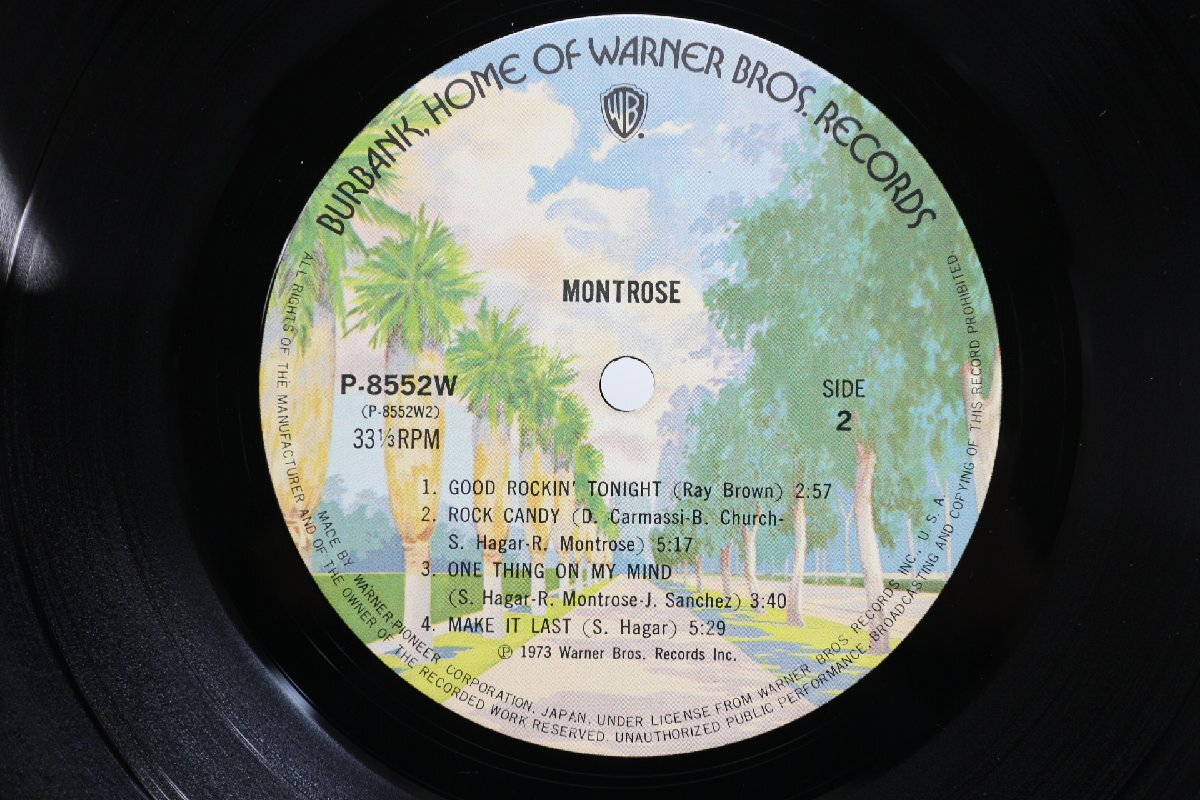 BURBANK, HOME OF WARNER BROS. RECORDS
WB
MONTROSE
P-8552W
(P-8552W2)
33⅓RPM
SIDE
2
1. GOOD ROCKIN' TONIGHT (Ray Brown) 2:57
2. ROCK CANDY (D. Carmassi-B. Church-
S. Hagar-R. Montrose) 5:17
3. ONE THING ON MY MIND
(S. Hagar-R. Montrose-J. Sanchez) 3:40
4. MAKE IT LAST (S. Hagar) 5:29
℗ 1973 Warner Bros. Records Inc.
MADE BY WARNER-PIONEER CORPORATION, JAPAN, UNDER LICENSE FROM WARNER BROS. RECORDS INC., U.S.A.
ALL RIGHTS OF THE MANUFACTURER AND OF THE OWNER OF THE RECORDED WORK RESERVED. UNAUTHORIZED PUBLIC PERFORMANCE, BROADCASTING AND COPYING OF THIS RECORD PROHIBITED.